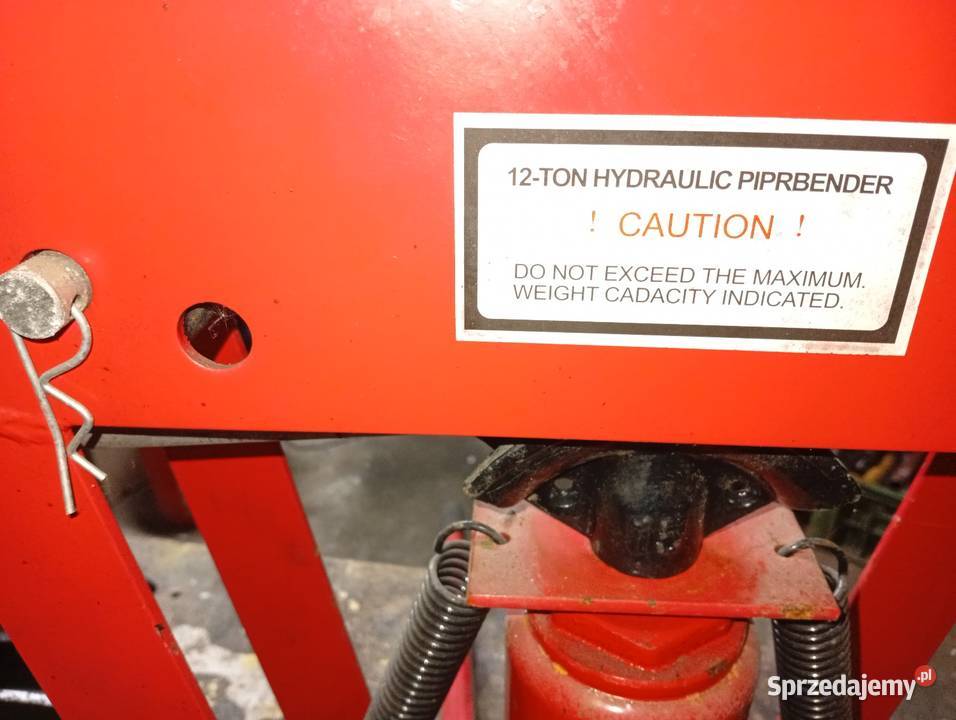 12-TON HYDRAULIC PIPRBENDER
! CAUTION !
DO NOT EXCEED THE MAXIMUM.
WEIGHT CADACITY INDICATED.
Sprzedajemy.pl